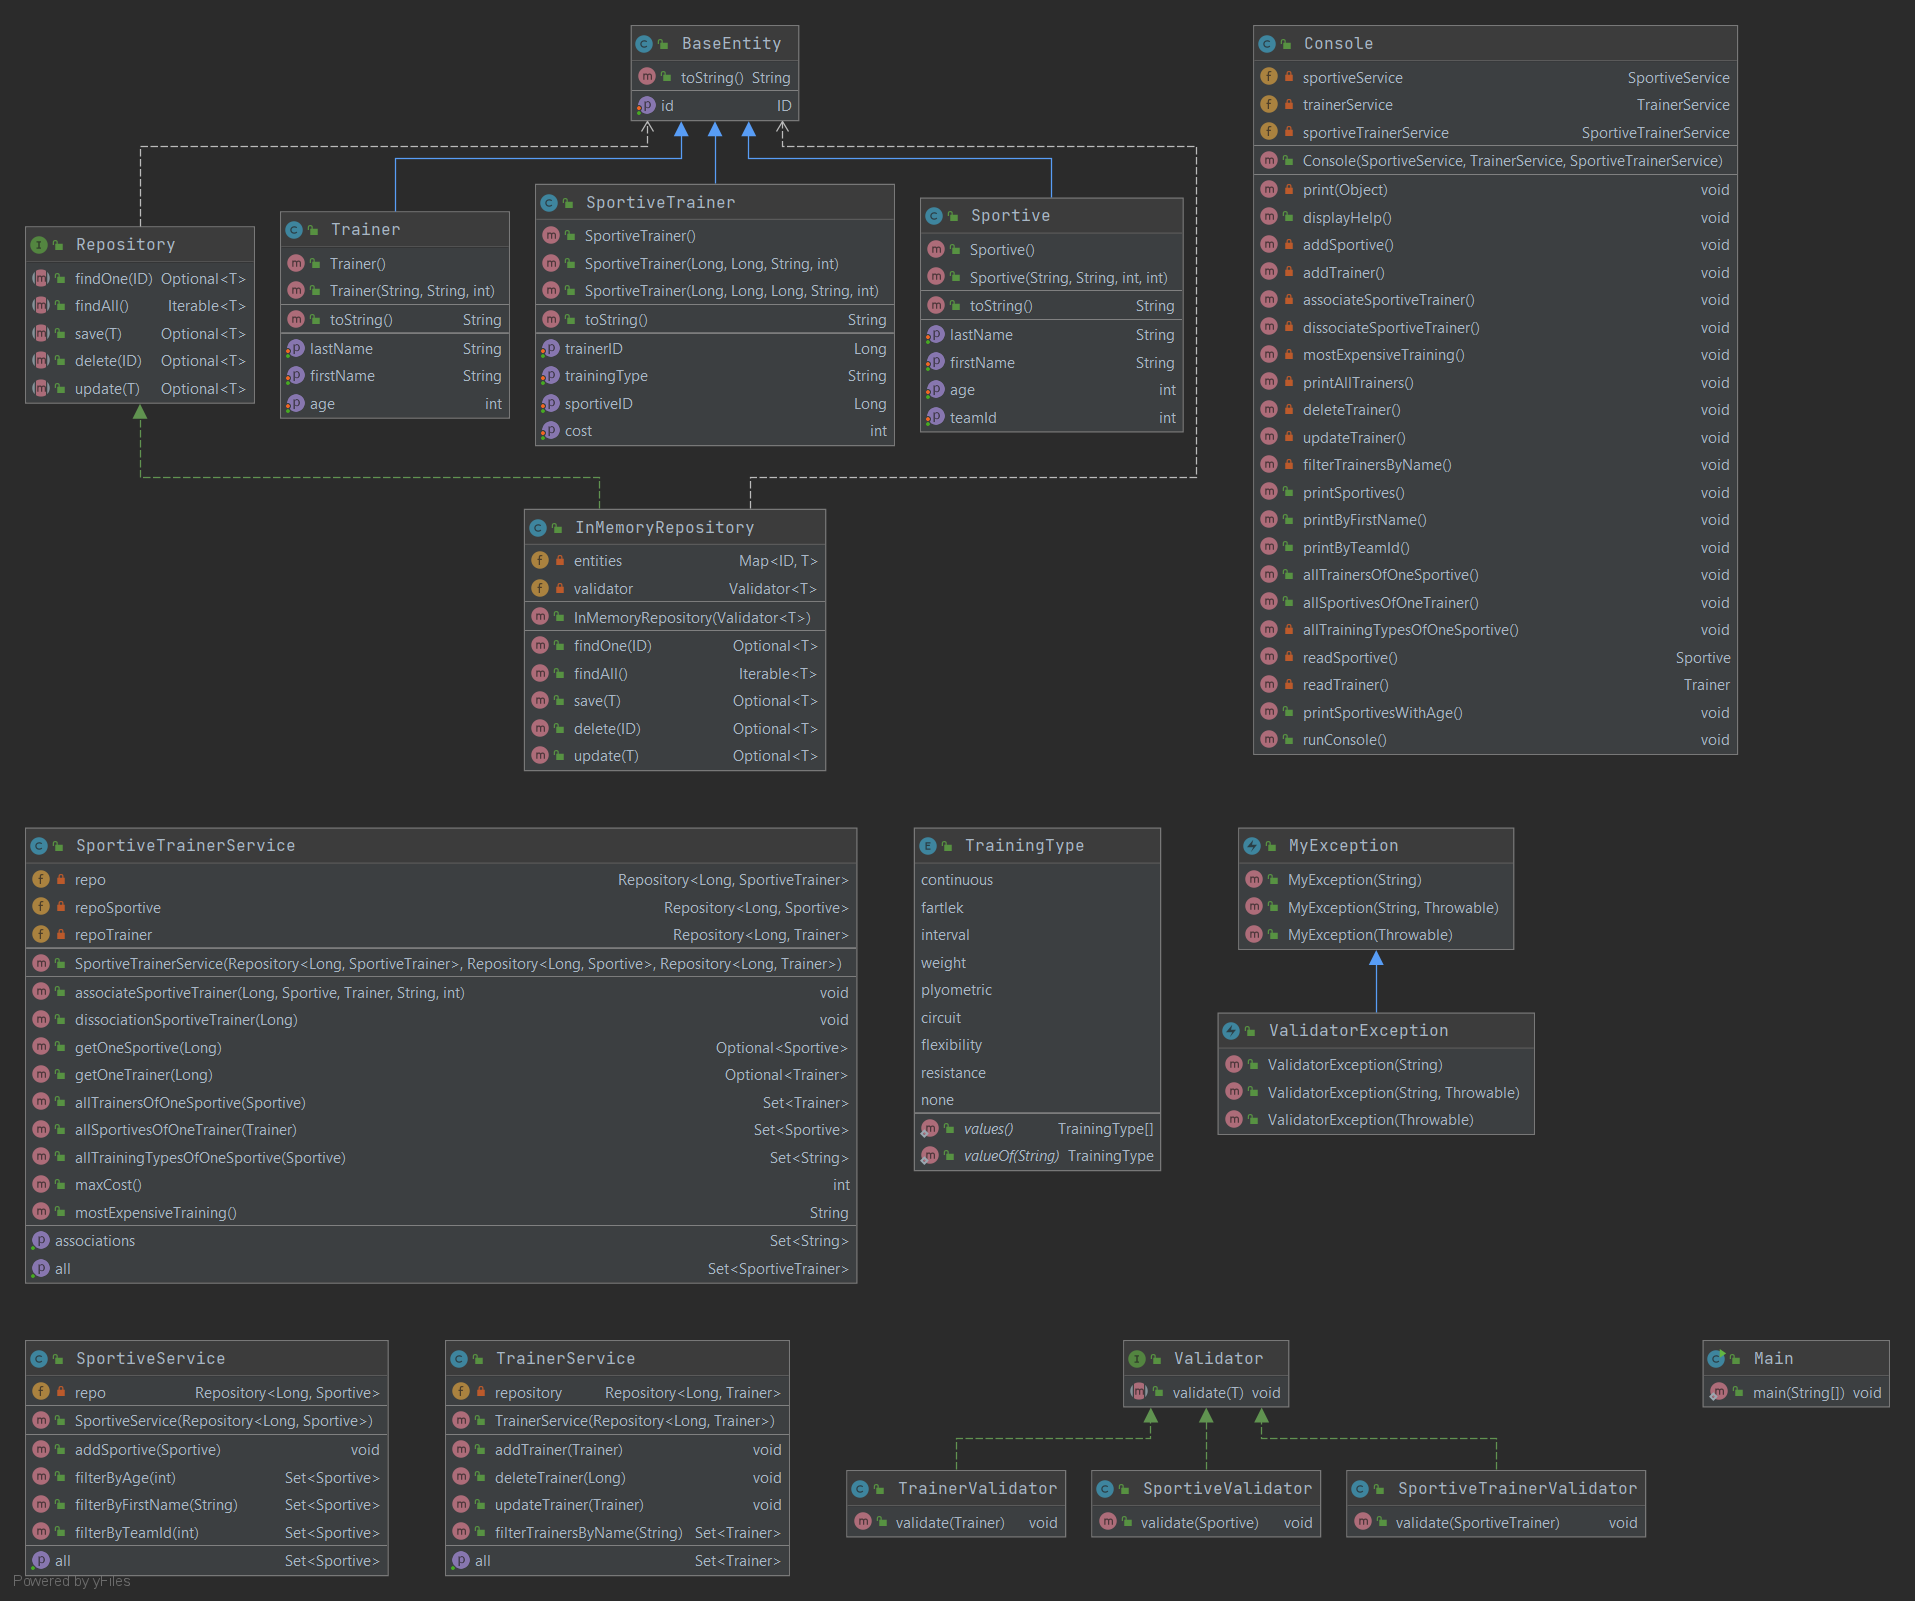 BaseEntity
toString() String
id ID
Console
sportiveService SportiveService
trainerService TrainerService
sportiveTrainerService SportiveTrainerService
Console(SportiveService, TrainerService, SportiveTrainerService)
print(Object) void
displayHelp() void
addSportive() void
addTrainer() void
associateSportiveTrainer() void
dissociateSportiveTrainer() void
mostExpensiveTraining() void
printAllTrainers() void
deleteTrainer() void
updateTrainer() void
filterTrainersByName() void
printSportives() void
printByFirstName() void
printByTeamId() void
allTrainersOfOneSportive() void
allSportivesOfOneTrainer() void
allTrainingTypesOfOneSportive() void
readSportive() Sportive
readTrainer() Trainer
printSportivesWithAge() void
runConsole() void
Repository
findOne(ID) Optional<T>
findAll() Iterable<T>
save(T) Optional<T>
delete(ID) Optional<T>
update(T) Optional<T>
Trainer
Trainer()
Trainer(String, String, int)
toString() String
lastName String
firstName String
age int
SportiveTrainer
SportiveTrainer()
SportiveTrainer(Long, Long, String, int)
SportiveTrainer(Long, Long, Long, String, int)
toString() String
trainerID Long
trainingType String
sportiveID Long
cost int
Sportive
Sportive()
Sportive(String, String, int, int)
toString() String
lastName String
firstName String
age int
teamId int
InMemoryRepository
entities Map<ID, T>
validator Validator<T>
InMemoryRepository(Validator<T>)
findOne(ID) Optional<T>
findAll() Iterable<T>
save(T) Optional<T>
delete(ID) Optional<T>
update(T) Optional<T>
SportiveTrainerService
repo Repository<Long, SportiveTrainer>
repoSportive Repository<Long, Sportive>
repoTrainer Repository<Long, Trainer>
SportiveTrainerService(Repository<Long, SportiveTrainer>, Repository<Long, Sportive>, Repository<Long, Trainer>)
associateSportiveTrainer(Long, Sportive, Trainer, String, int) void
dissociationSportiveTrainer(Long) void
getOneSportive(Long) Optional<Sportive>
getOneTrainer(Long) Optional<Trainer>
allTrainersOfOneSportive(Sportive) Set<Trainer>
allSportivesOfOneTrainer(Trainer) Set<Sportive>
allTrainingTypesOfOneSportive(Sportive) Set<String>
maxCost() int
mostExpensiveTraining() String
associations Set<String>
all Set<SportiveTrainer>
TrainingType
continuous
fartlek
interval
weight
plyometric
circuit
flexibility
resistance
none
values() TrainingType[]
valueOf(String) TrainingType
MyException
MyException(String)
MyException(String, Throwable)
MyException(Throwable)
ValidatorException
ValidatorException(String)
ValidatorException(String, Throwable)
ValidatorException(Throwable)
SportiveService
repo Repository<Long, Sportive>
SportiveService(Repository<Long, Sportive>)
addSportive(Sportive) void
filterByAge(int) Set<Sportive>
filterByFirstName(String) Set<Sportive>
filterByTeamId(int) Set<Sportive>
all Set<Sportive>
TrainerService
repository Repository<Long, Trainer>
TrainerService(Repository<Long, Trainer>)
addTrainer(Trainer) void
deleteTrainer(Long) void
updateTrainer(Trainer) void
filterTrainersByName(String) Set<Trainer>
all Set<Trainer>
Validator
validate(T) void
TrainerValidator
validate(Trainer) void
SportiveValidator
validate(Sportive) void
SportiveTrainerValidator
validate(SportiveTrainer) void
Main
main(String[]) void
Powered by yFiles